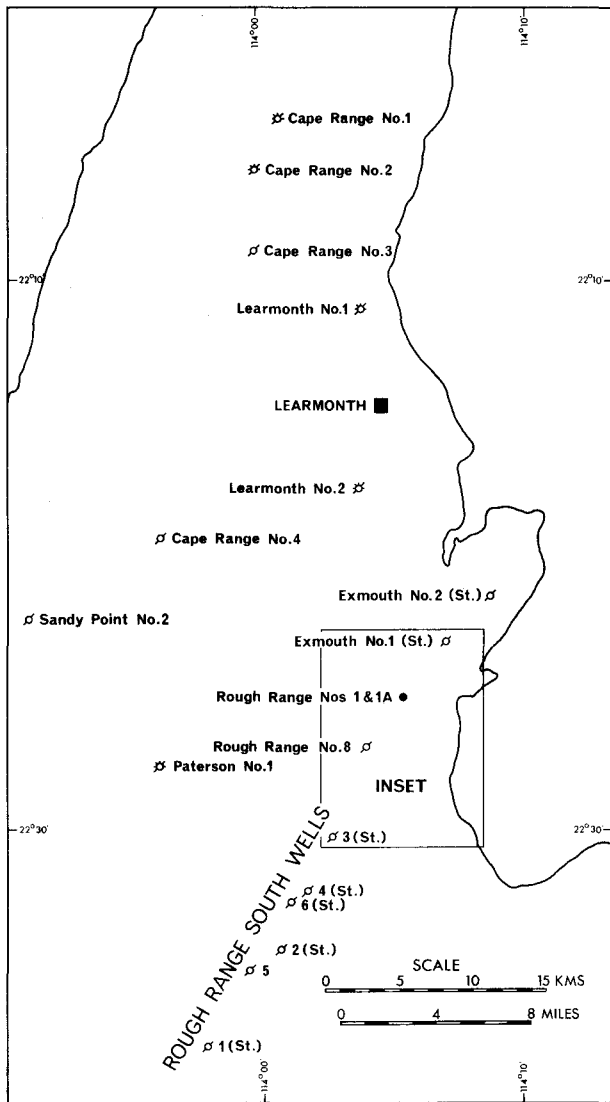 114°00'
114°10'
Cape Range No.1
Cape Range No.2
Cape Range No.3
22°10'
22°10'
Learmonth No.1
LEARMONTH
Learmonth No.2
Cape Range No.4
Exmouth No.2 (St.)
Sandy Point No.2
Exmouth No.1 (St.)
Rough Range Nos 1 & 1A
Rough Range No.8
Paterson No.1
INSET
22°30'
22°30'
ROUGH RANGE SOUTH WELLS
3 (St.)
4 (St.)
6 (St.)
2 (St.)
5
1 (St.)
SCALE
0 5 10 15 KMS
0 4 8 MILES
114°00'
114°10'